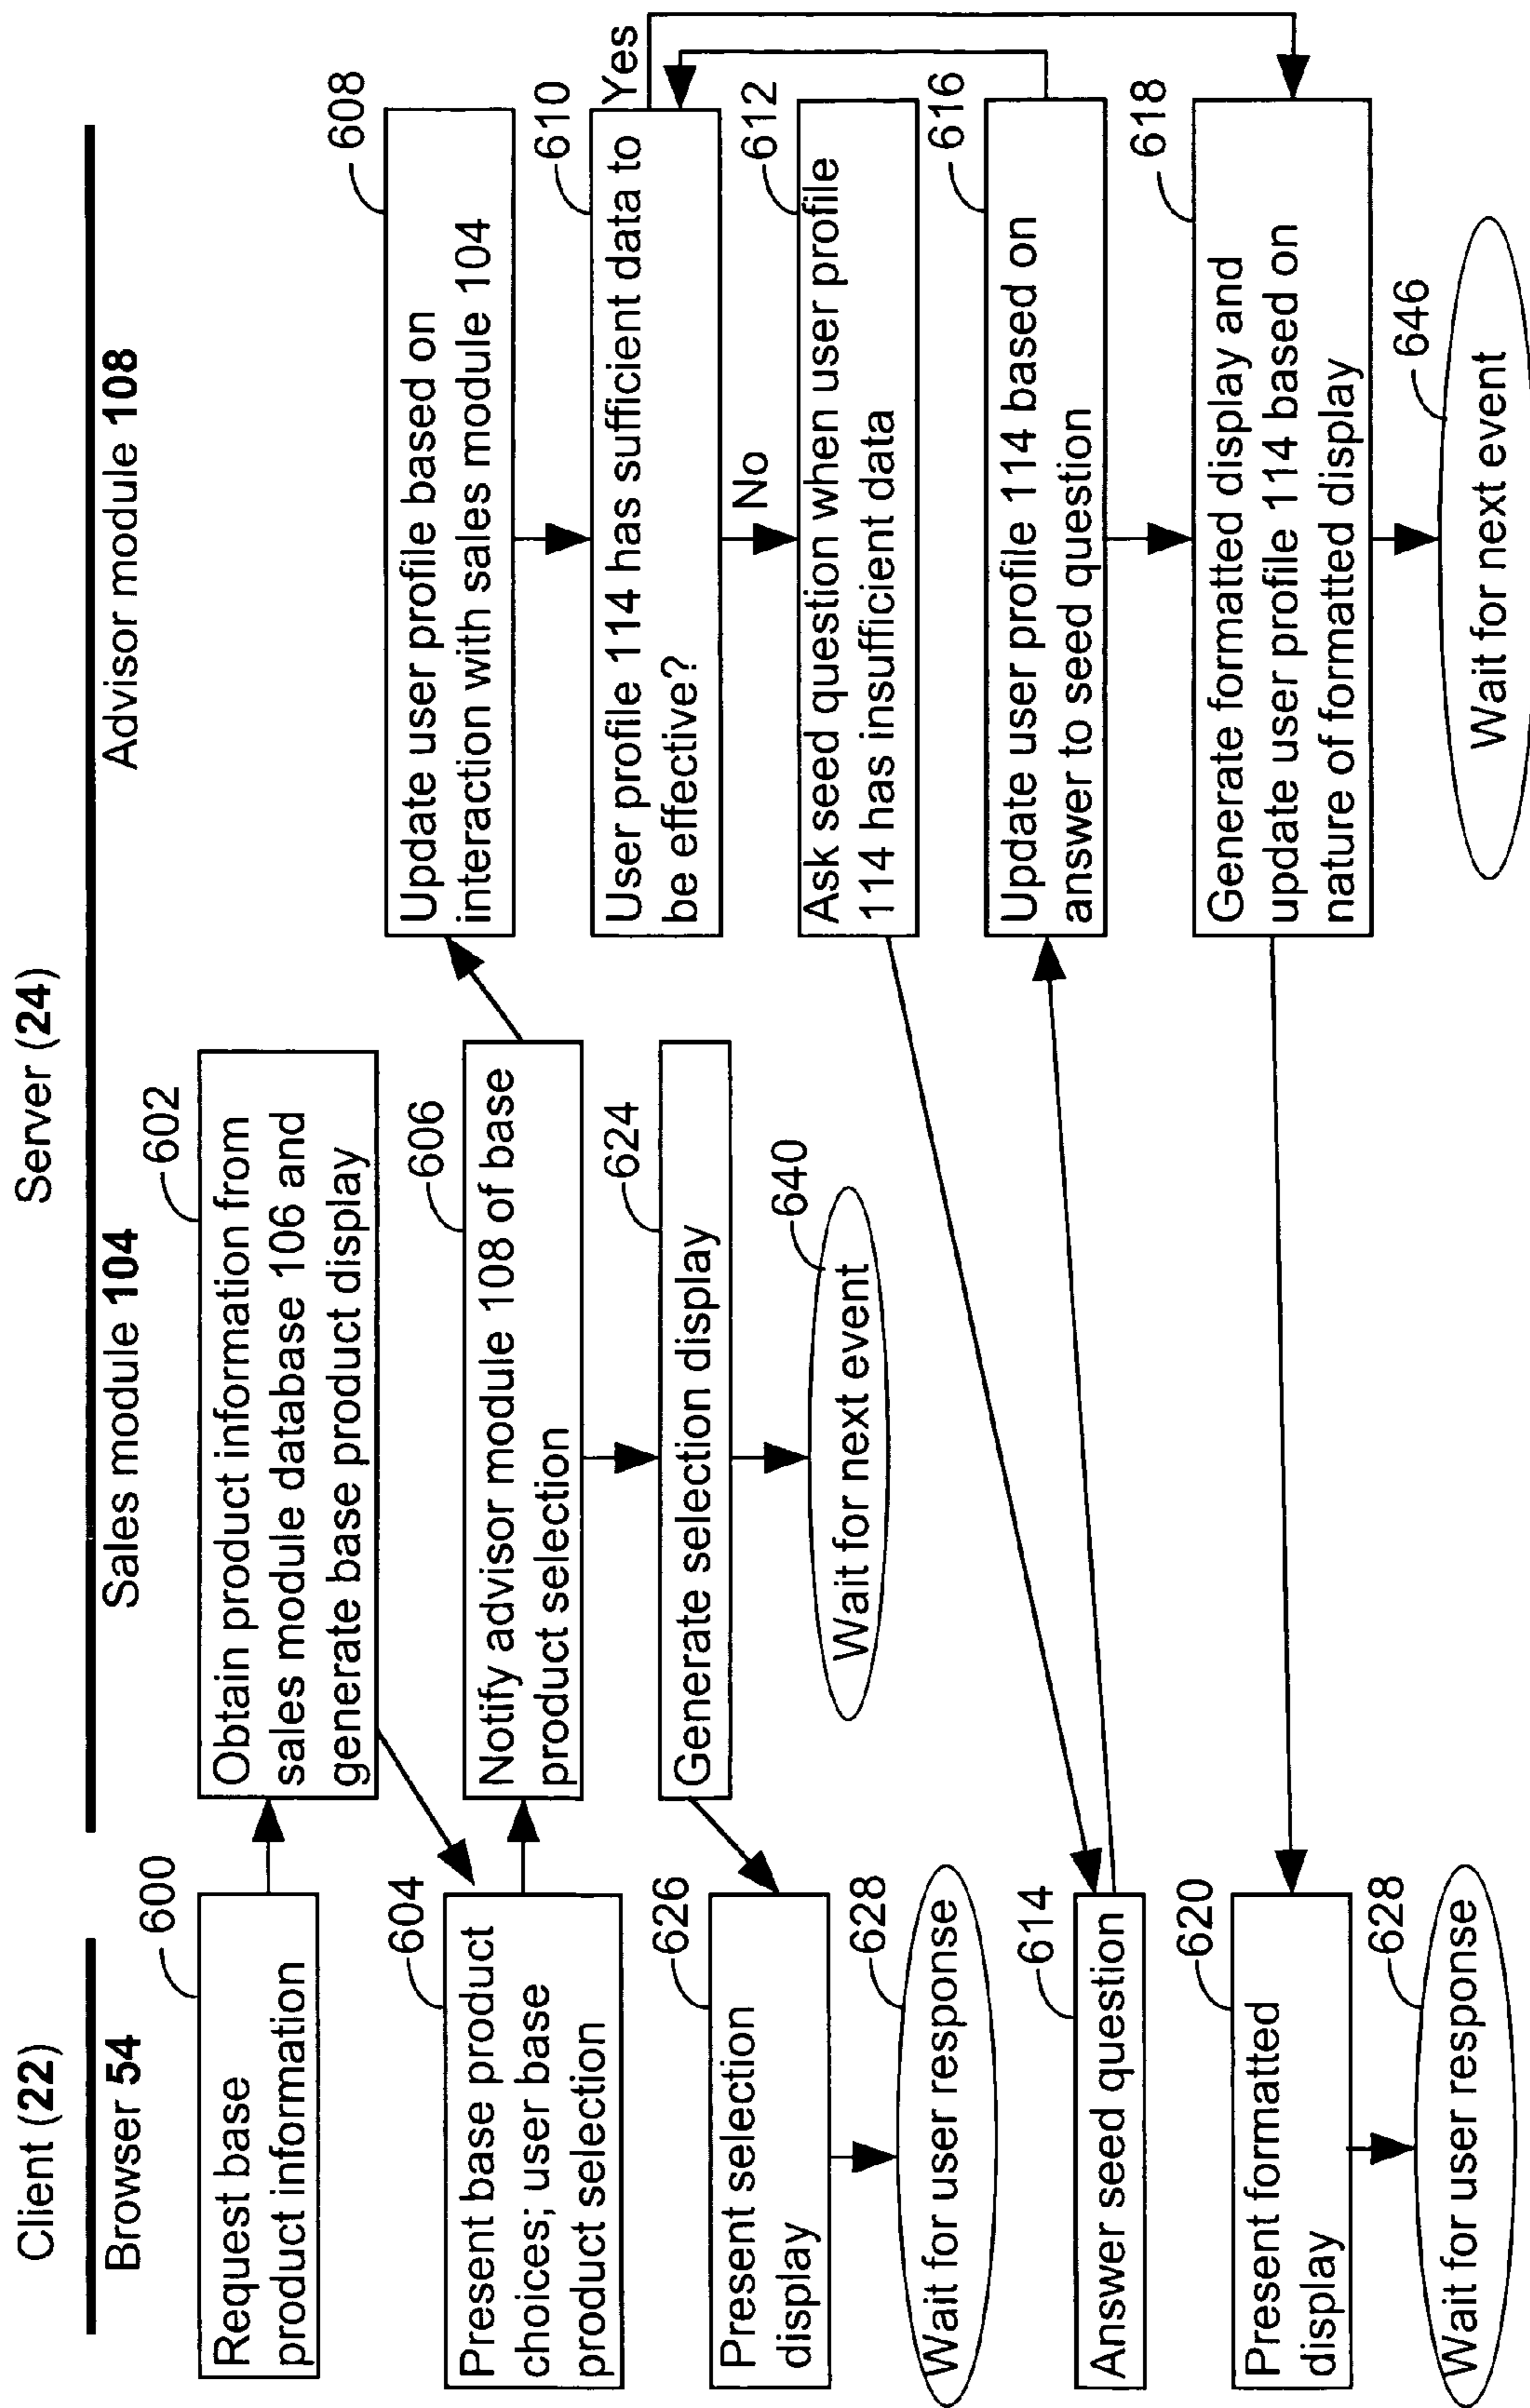 Client (22)
Server (24)
Browser 54
Sales module 104
Advisor module 108
600
Request base
product information
602
Obtain product information from
sales module database 106 and
generate base product display
604
Present base product
choices; user base
product selection
606
Notify advisor module 108 of base
product selection
608
Update user profile based on
interaction with sales module 104
610
User profile 114 has sufficient data to
be effective?
Yes
No
612
Ask seed question when user profile
114 has insufficient data
624
Generate selection display
626
Present selection
display
628
Wait for user response
640
Wait for next event
614
Answer seed question
616
Update user profile 114 based on
answer to seed question
618
Generate formatted display and
update user profile 114 based on
nature of formatted display
620
Present formatted
display
628
Wait for user response
646
Wait for next event